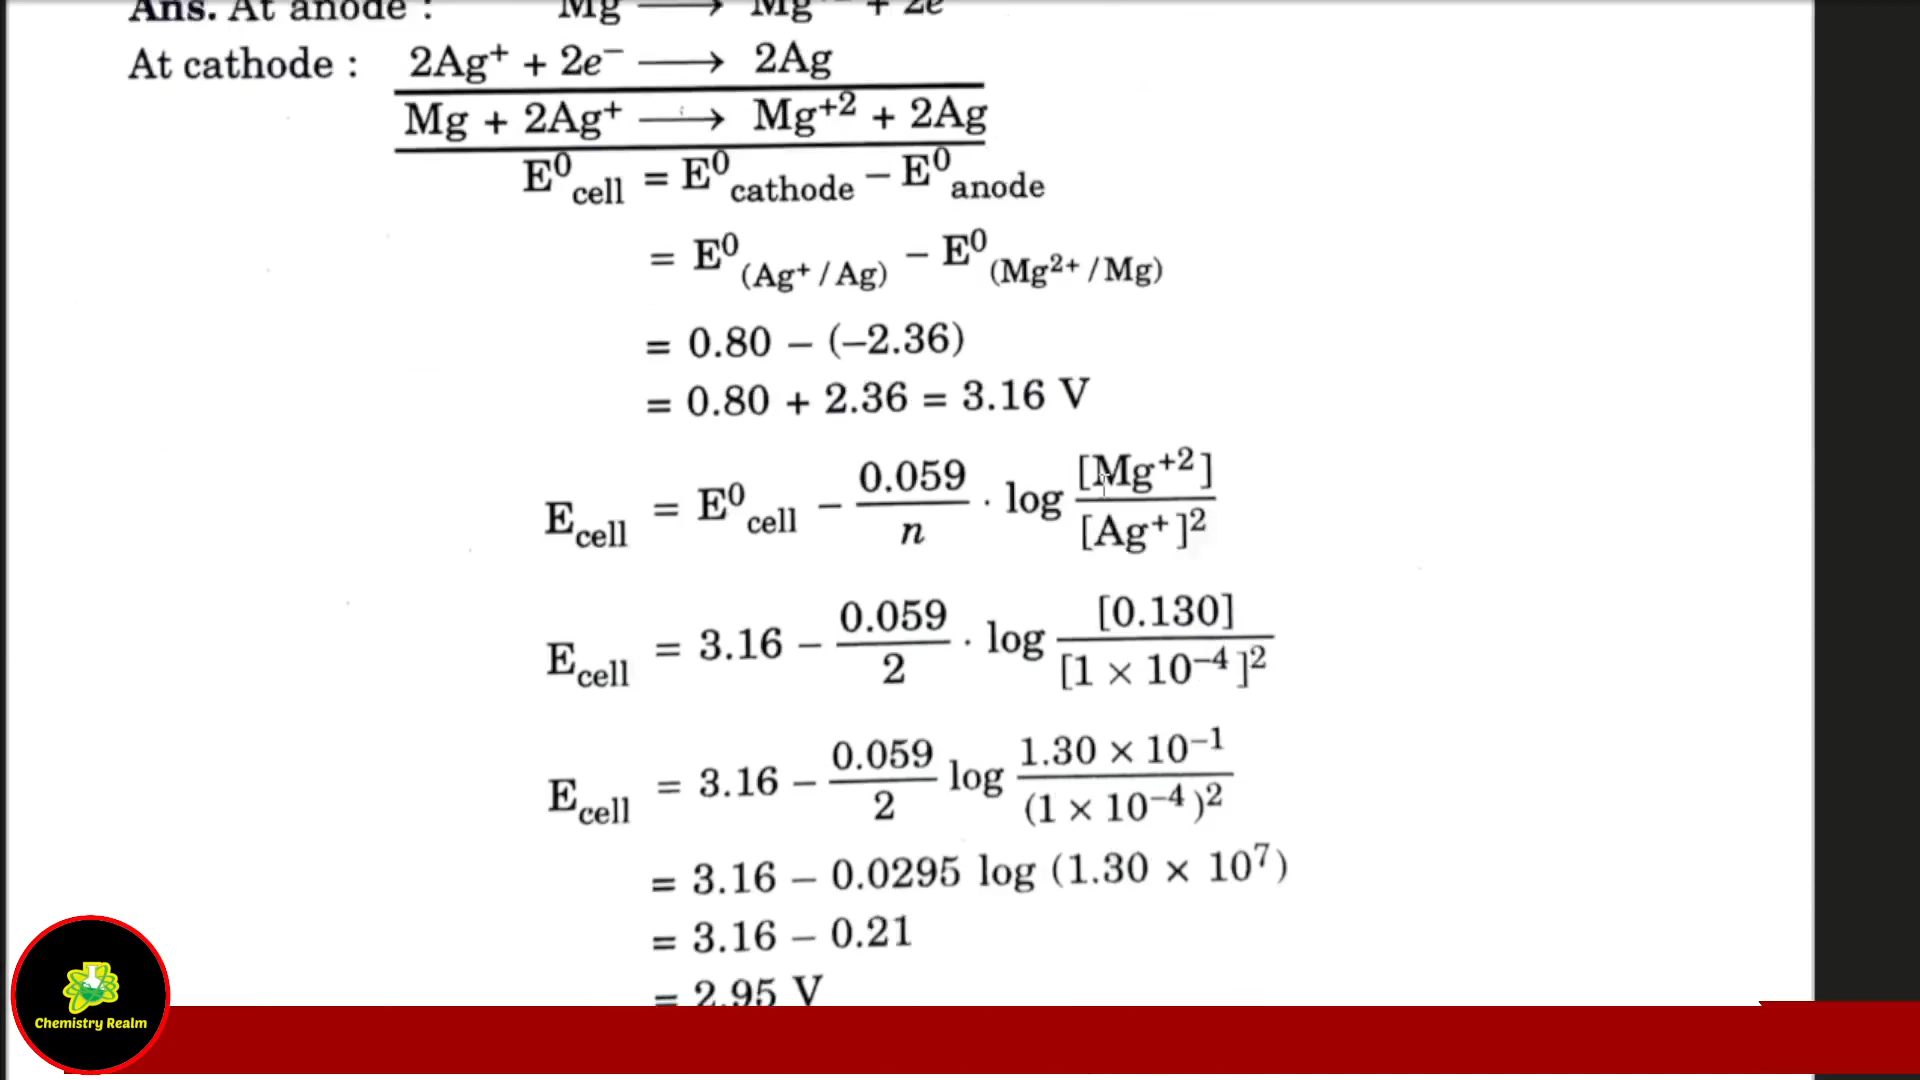 Ans. At anode : Mg ⟶ Mg + 2e
At cathode : 2Ag⁺ + 2e⁻ ⟶ 2Ag
Mg + 2Ag⁺ ⟶ Mg⁺² + 2Ag
E⁰cell = E⁰cathode − E⁰anode
= E⁰(Ag⁺/Ag) − E⁰(Mg²⁺/Mg)
= 0.80 − (−2.36)
= 0.80 + 2.36 = 3.16 V
Ecell = E⁰cell − 0.059/n · log [Mg⁺²]/[Ag⁺]²
Ecell = 3.16 − 0.059/2 · log [0.130]/[1 × 10⁻⁴]²
Ecell = 3.16 − 0.059/2 log 1.30 × 10⁻¹/(1 × 10⁻⁴)²
= 3.16 − 0.0295 log (1.30 × 10⁷)
= 3.16 − 0.21
= 2.95 V
Chemistry Realm